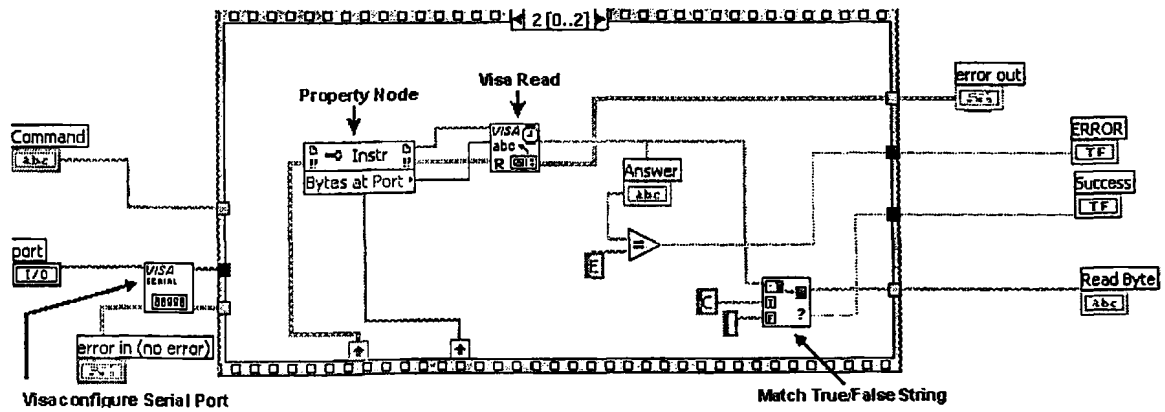 2 [0..2]
Visa Read
Property Node
error out
Command
abc
VISA
abc
R
Instr
Bytes at Port
ERROR
TF
Answer
abc
Success
TF
port
I/O
VISA
SERIAL
=
E
Read Byte
abc
C
T
F
?
error in (no error)
Visa configure Serial Port
Match True/False String